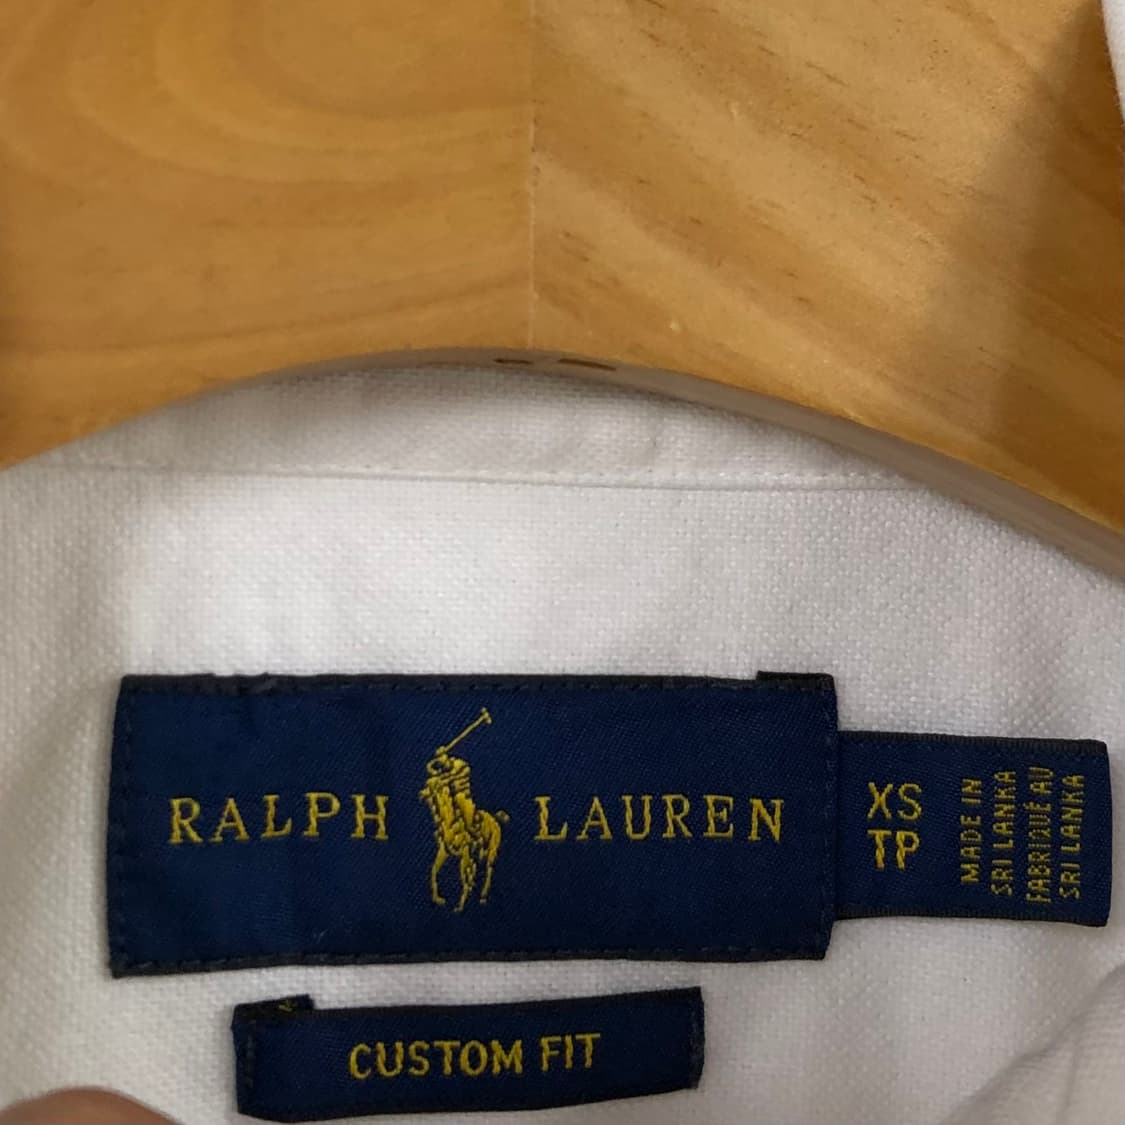 RALPH LAUREN
XS
TP
MADE IN
SRI LANKA
FABRIQUÉ AU
SRI LANKA
CUSTOM FIT